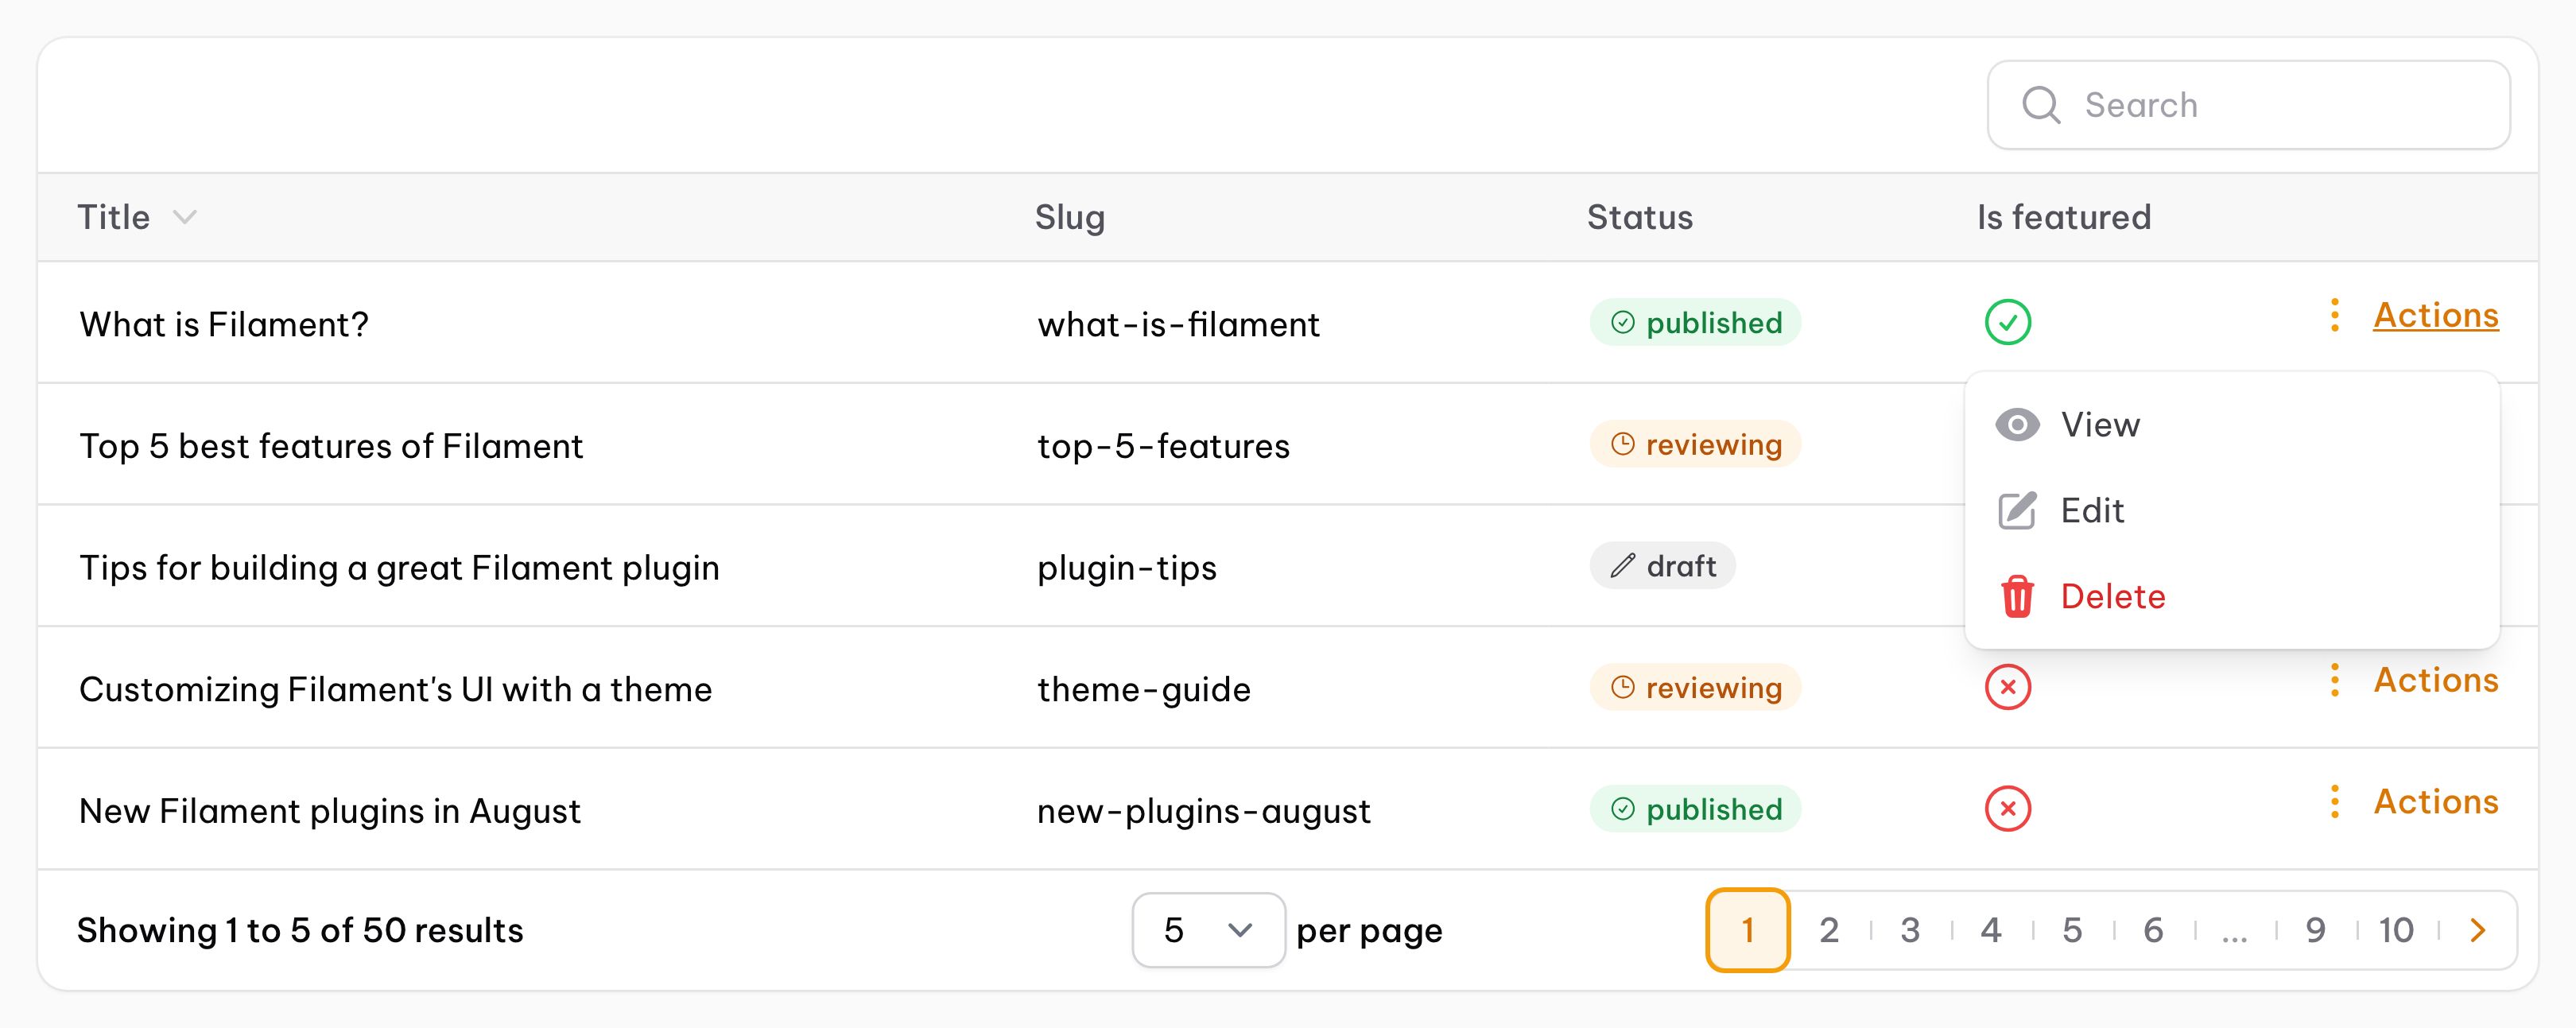 Search
Title Slug Status Is featured
What is Filament? what-is-filament published Actions
Top 5 best features of Filament top-5-features reviewing
View
Edit
Tips for building a great Filament plugin plugin-tips draft
Delete
Customizing Filament's UI with a theme theme-guide reviewing Actions
New Filament plugins in August new-plugins-august published Actions
Showing 1 to 5 of 50 results 5 per page 1 2 3 4 5 6 ... 9 10